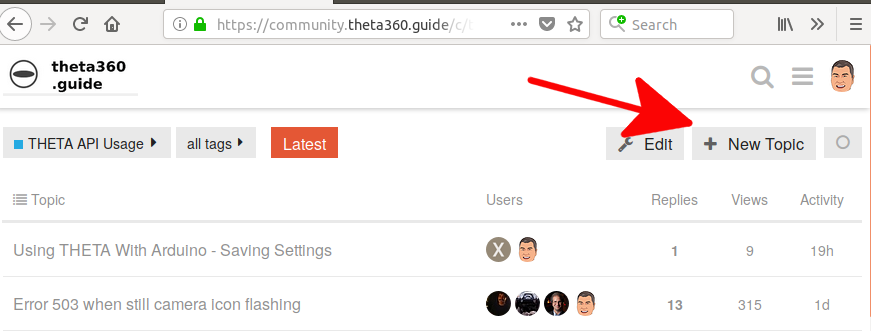 https://community.theta360.guide/c/t
Search
theta360
.guide
THETA API Usage
all tags
Latest
Edit
New Topic
Topic Users Replies Views Activity
Using THETA With Arduino - Saving Settings X 1 9 19h
Error 503 when still camera icon flashing 13 315 1d